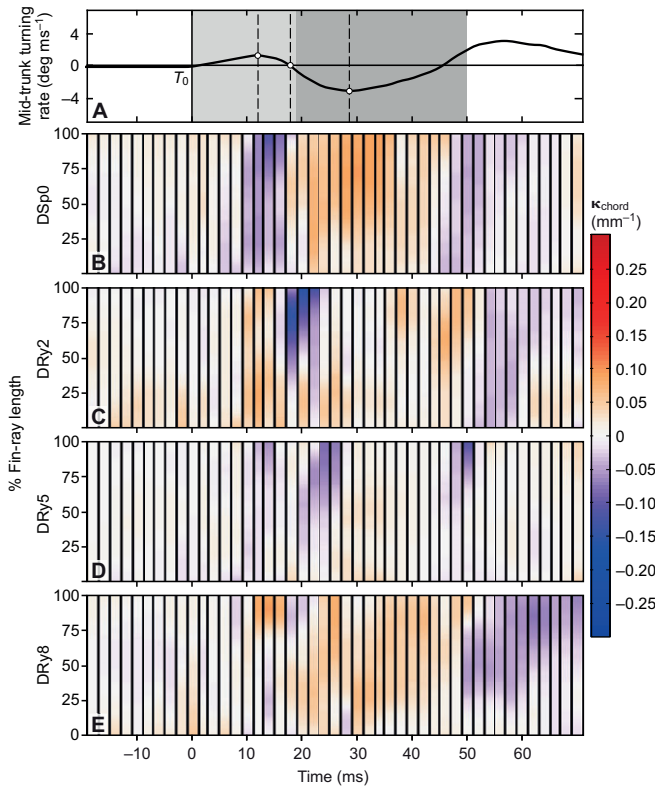 Mid-trunk turning
rate (deg ms⁻¹)
4
0
−4
T₀
A
100
75
50
25
DSp0
B
100
75
50
25
DRy2
C
100
75
50
25
0
DRy5
D
100
75
50
25
0
DRy8
E
% Fin-ray length
−10 0 10 20 30 40 50 60
Time (ms)
κchord
(mm⁻¹)
0.25
0.20
0.15
0.10
0.05
0
−0.05
−0.10
−0.15
−0.20
−0.25